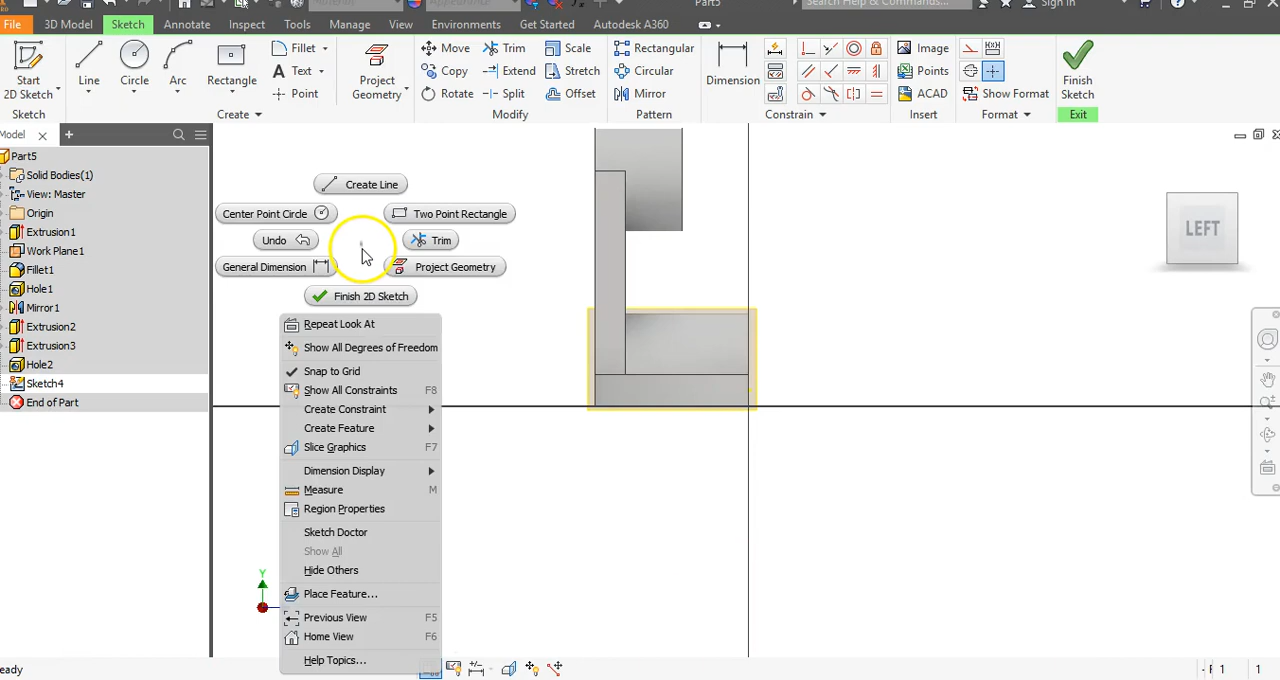 Part5
Search Help & Commands...
Sign In
File
3D Model
Sketch
Annotate
Inspect
Tools
Manage
View
Environments
Get Started
Autodesk A360
Start
2D Sketch
Line
Circle
Arc
Rectangle
Fillet
Text
Point
Project
Geometry
Move
Copy
Rotate
Trim
Extend
Split
Scale
Stretch
Offset
Rectangular
Circular
Mirror
Dimension
Image
Points
ACAD
Show Format
Finish
Sketch
Sketch
Create
Modify
Pattern
Constrain
Insert
Format
Exit
Model
Part5
Solid Bodies(1)
View: Master
Origin
Extrusion1
Work Plane1
Fillet1
Hole1
Mirror1
Extrusion2
Extrusion3
Hole2
Sketch4
End of Part
Create Line
Center Point Circle
Two Point Rectangle
Undo
Trim
General Dimension
Project Geometry
Finish 2D Sketch
Repeat Look At
Show All Degrees of Freedom
Snap to Grid
Show All Constraints F8
Create Constraint
Create Feature
Slice Graphics F7
Dimension Display
Measure M
Region Properties
Sketch Doctor
Show All
Hide Others
Place Feature...
Previous View F5
Home View F6
Help Topics...
LEFT
Y
eady
1 1